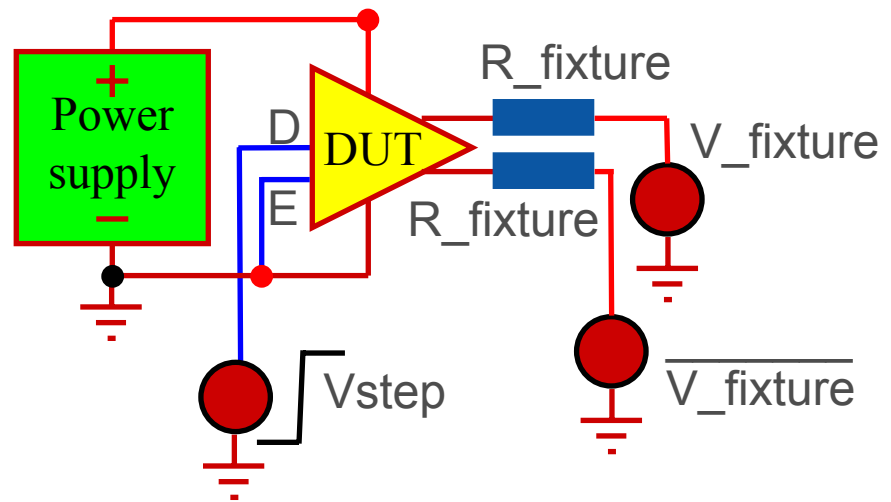 R_fixture
+
Power
supply
−
D
E
DUT
V_fixture
R_fixture
Vstep
V_fixture